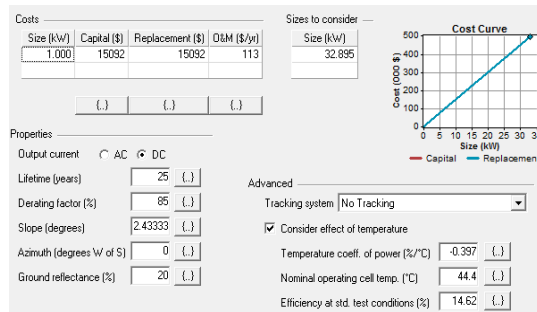 Costs
Size (kW) Capital ($) Replacement ($) O&M ($/yr)
1.000 15092 15092 113
{..} {..} {..}
Sizes to consider
Size (kW)
32.895
Cost Curve
Cost (000 $)
500
400
300
200
100
0
0 5 10 15 20 25 30 3
Size (kW)
Capital Replacemen
Properties
Output current AC DC
Lifetime (years) 25 {..}
Derating factor (%) 85 {..}
Slope (degrees) 2.43333 {..}
Azimuth (degrees W of S) 0 {..}
Ground reflectance (%) 20 {..}
Advanced
Tracking system No Tracking
Consider effect of temperature
Temperature coeff. of power (%/°C) -0.397 {..}
Nominal operating cell temp. (°C) 44.4 {..}
Efficiency at std. test conditions (%) 14.62 {..}